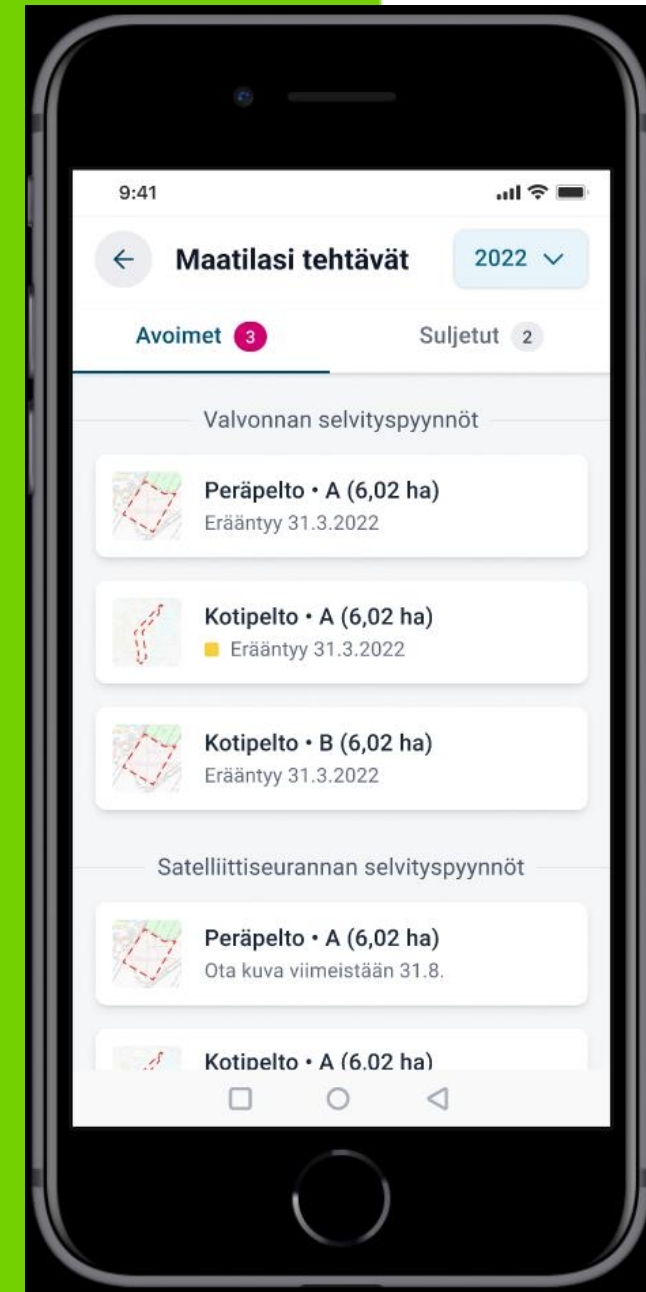 9:41
Maatilasi tehtävät
2022
Avoimet 3
Suljetut 2
Valvonnan selvityspyynnöt
Peräpelto • A (6,02 ha)
Erääntyy 31.3.2022
Kotipelto • A (6,02 ha)
Erääntyy 31.3.2022
Kotipelto • B (6,02 ha)
Erääntyy 31.3.2022
Satelliittiseurannan selvityspyynnöt
Peräpelto • A (6,02 ha)
Ota kuva viimeistään 31.8.
Kotipelto • A (6,02 ha)